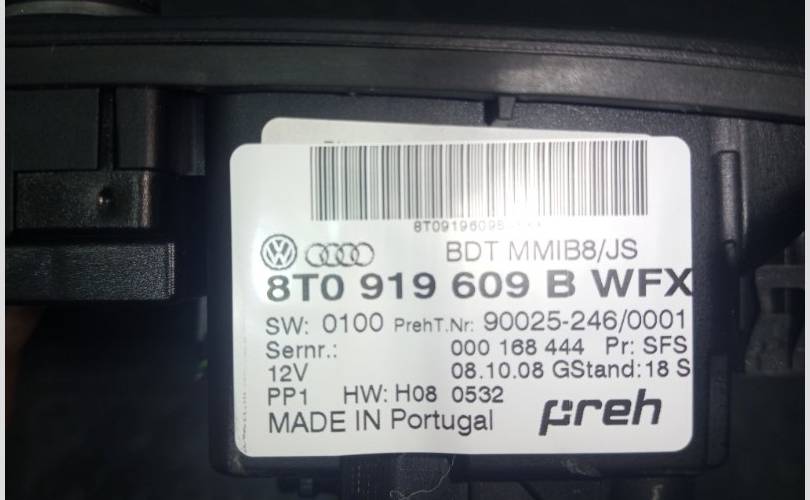 8T0919609B
BDT MMIB8/JS
8T0 919 609 B WFX
SW: 0100 PrehT.Nr: 90025-246/0001
Sernr.: 000 168 444 Pr: SFS
12V 08.10.08 GStand: 18 S
PP1 HW: H08 0532
MADE IN Portugal preh